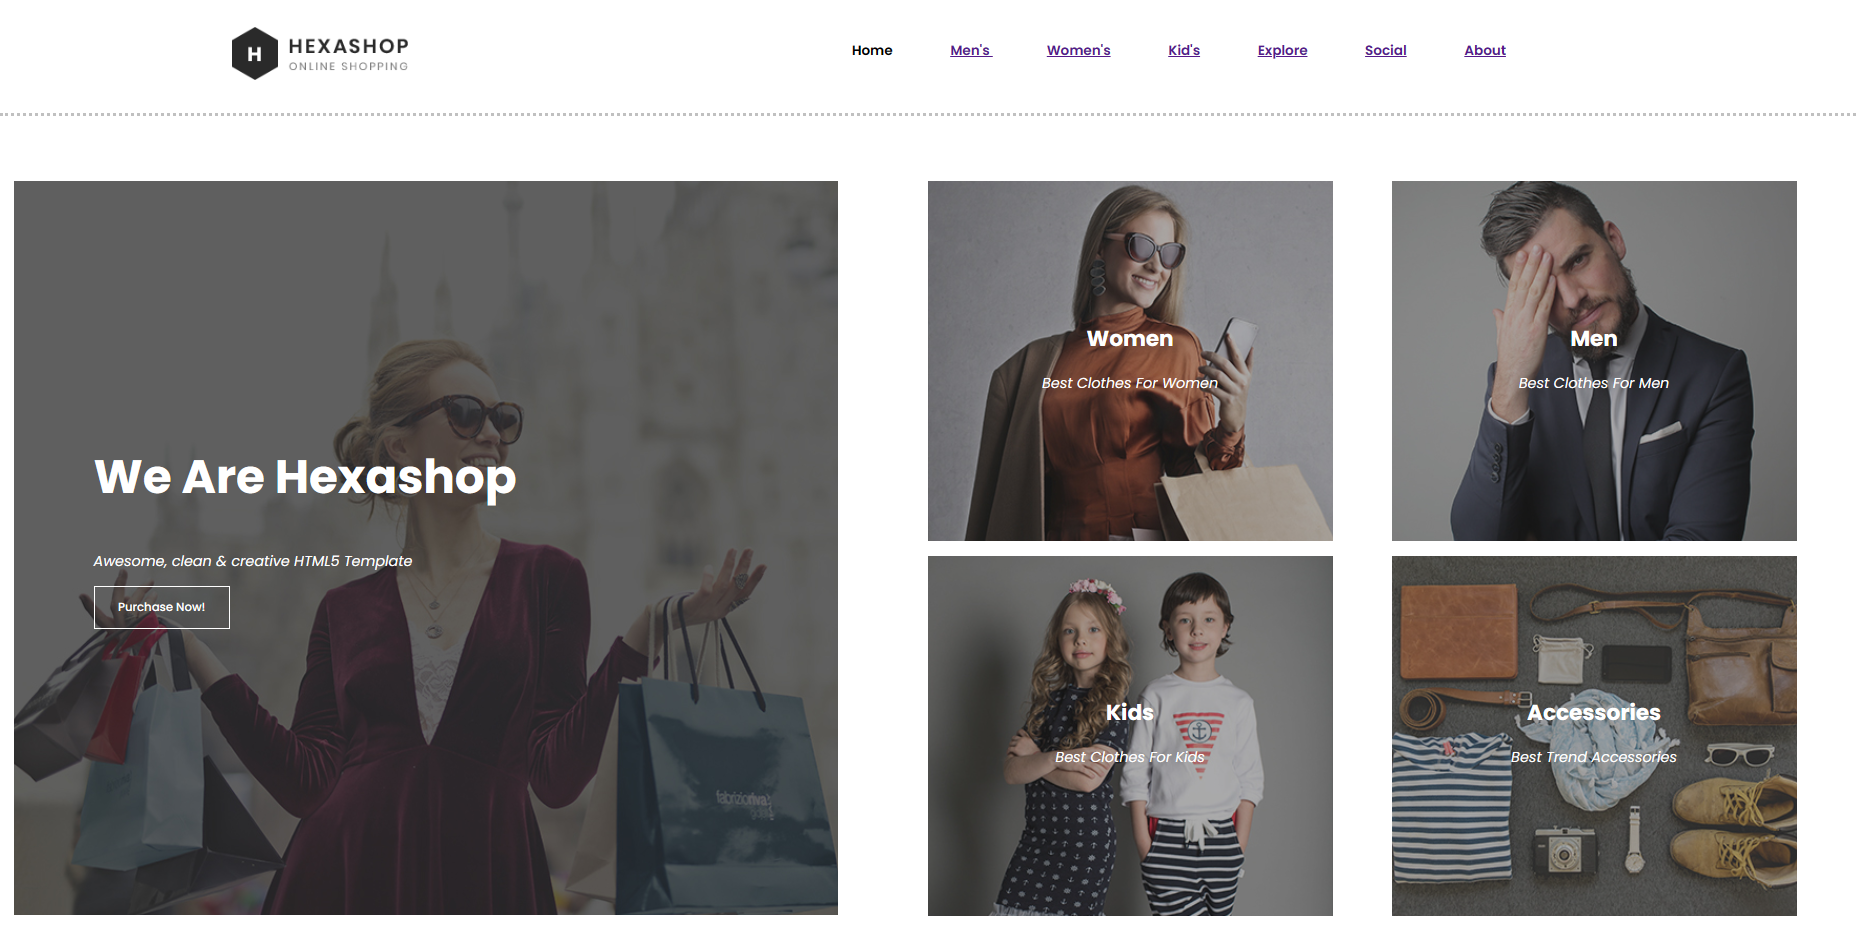 H
HEXASHOP
ONLINE SHOPPING
Home
Men's
Women's
Kid's
Explore
Social
About
We Are Hexashop
Awesome, clean & creative HTML5 Template
Purchase Now!
Women
Best Clothes For Women
Men
Best Clothes For Men
Kids
Best Clothes For Kids
Accessories
Best Trend Accessories